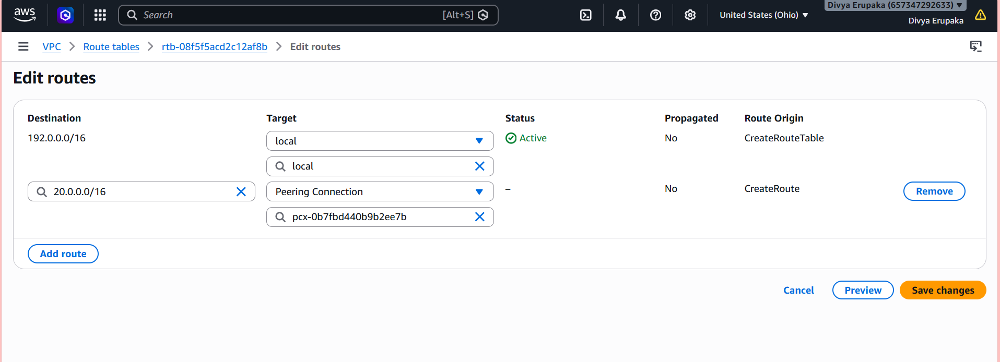 aws
Search
[Alt+S]
United States (Ohio)
Divya Erupaka (657347292633)
Divya Erupaka
VPC
Route tables
rtb-08f5f5acd2c12af8b
Edit routes
Edit routes
Destination Target Status Propagated Route Origin
192.0.0.0/16 local Active No CreateRouteTable
local
20.0.0.0/16 Peering Connection – No CreateRoute Remove
pcx-0b7fbd440b9b2ee7b
Add route
Cancel Preview Save changes